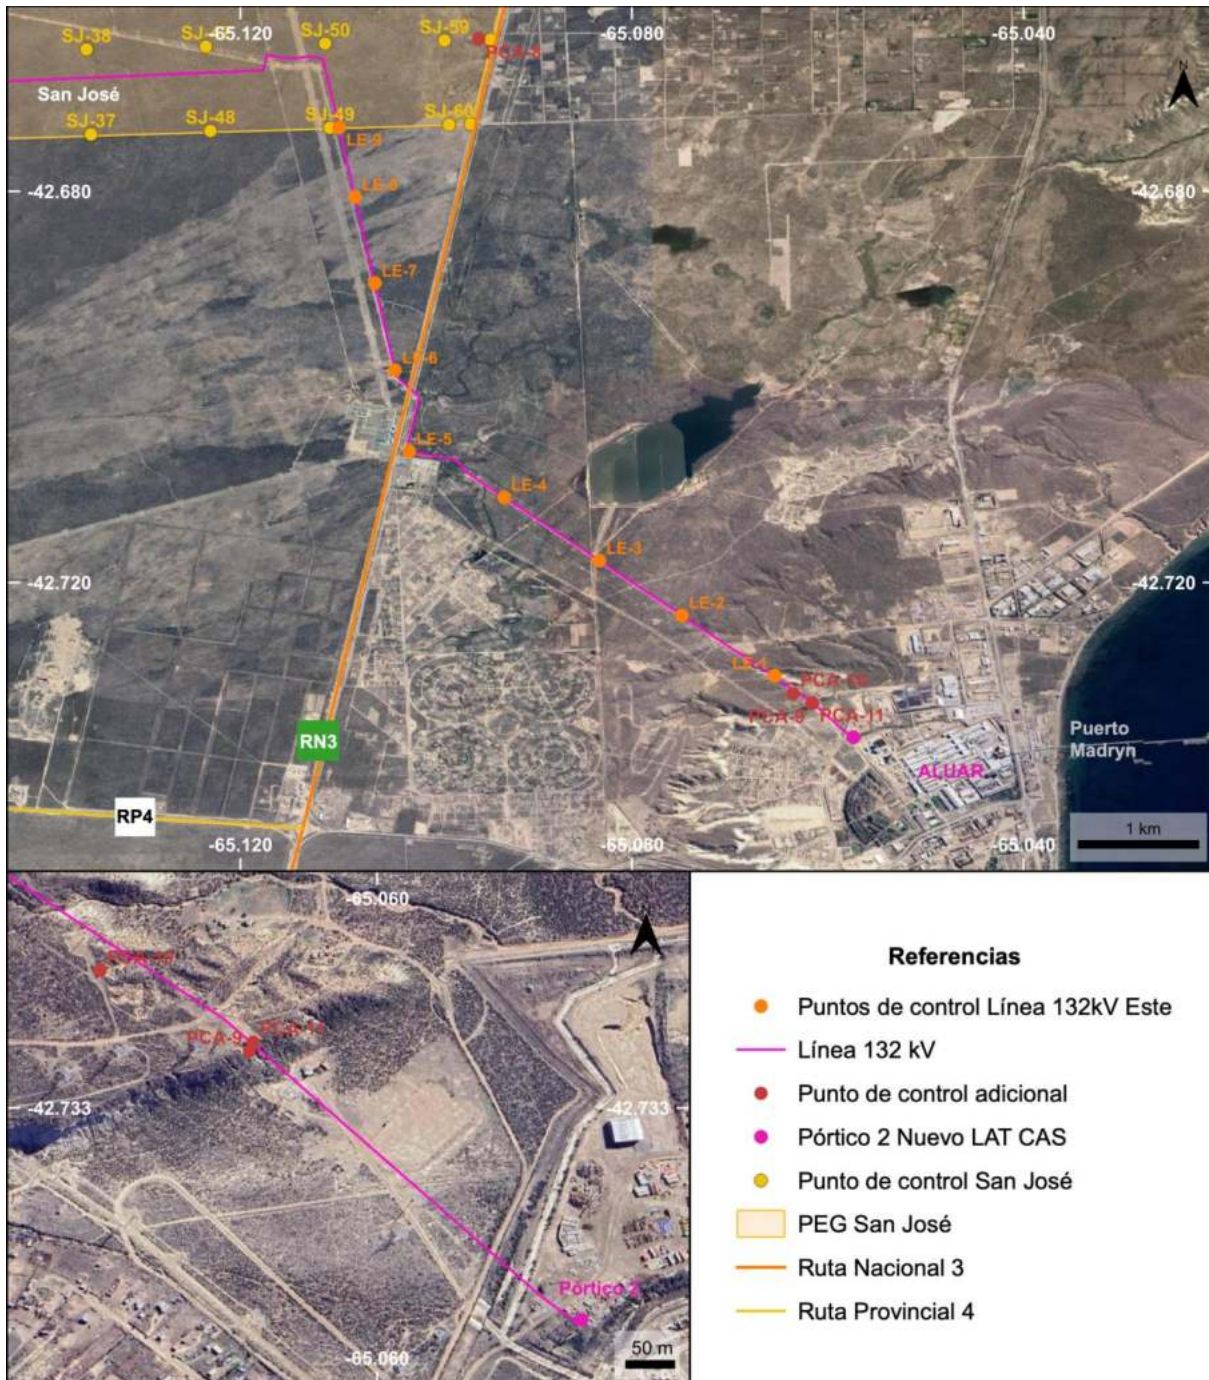 -65.120
-65.080
-65.040
SJ-38
SJ-50
SJ-59
N
San José
SJ-37
SJ-48
SJ-49
SJ-60
LE-9
-42.680
-42.680
LE-7
LE-6
LE-5
LE-4
LE-3
-42.720
-42.720
LE-2
LE-1
PCA-10
PCA-9
PCA-11
RN3
Puerto
Madryn
ALUAR
RP4
1 km
-65.120
-65.080
-65.040
-65.060
PCA-9
PCA-11
-42.733
-42.733
Pórtico 2
50 m
-65.060
Referencias
Puntos de control Línea 132kV Este
Línea 132 kV
Punto de control adicional
Pórtico 2 Nuevo LAT CAS
Punto de control San José
PEG San José
Ruta Nacional 3
Ruta Provincial 4